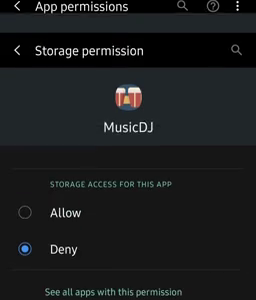 App permissions
Storage permission
MusicDJ
STORAGE ACCESS FOR THIS APP
Allow
Deny
See all apps with this permission